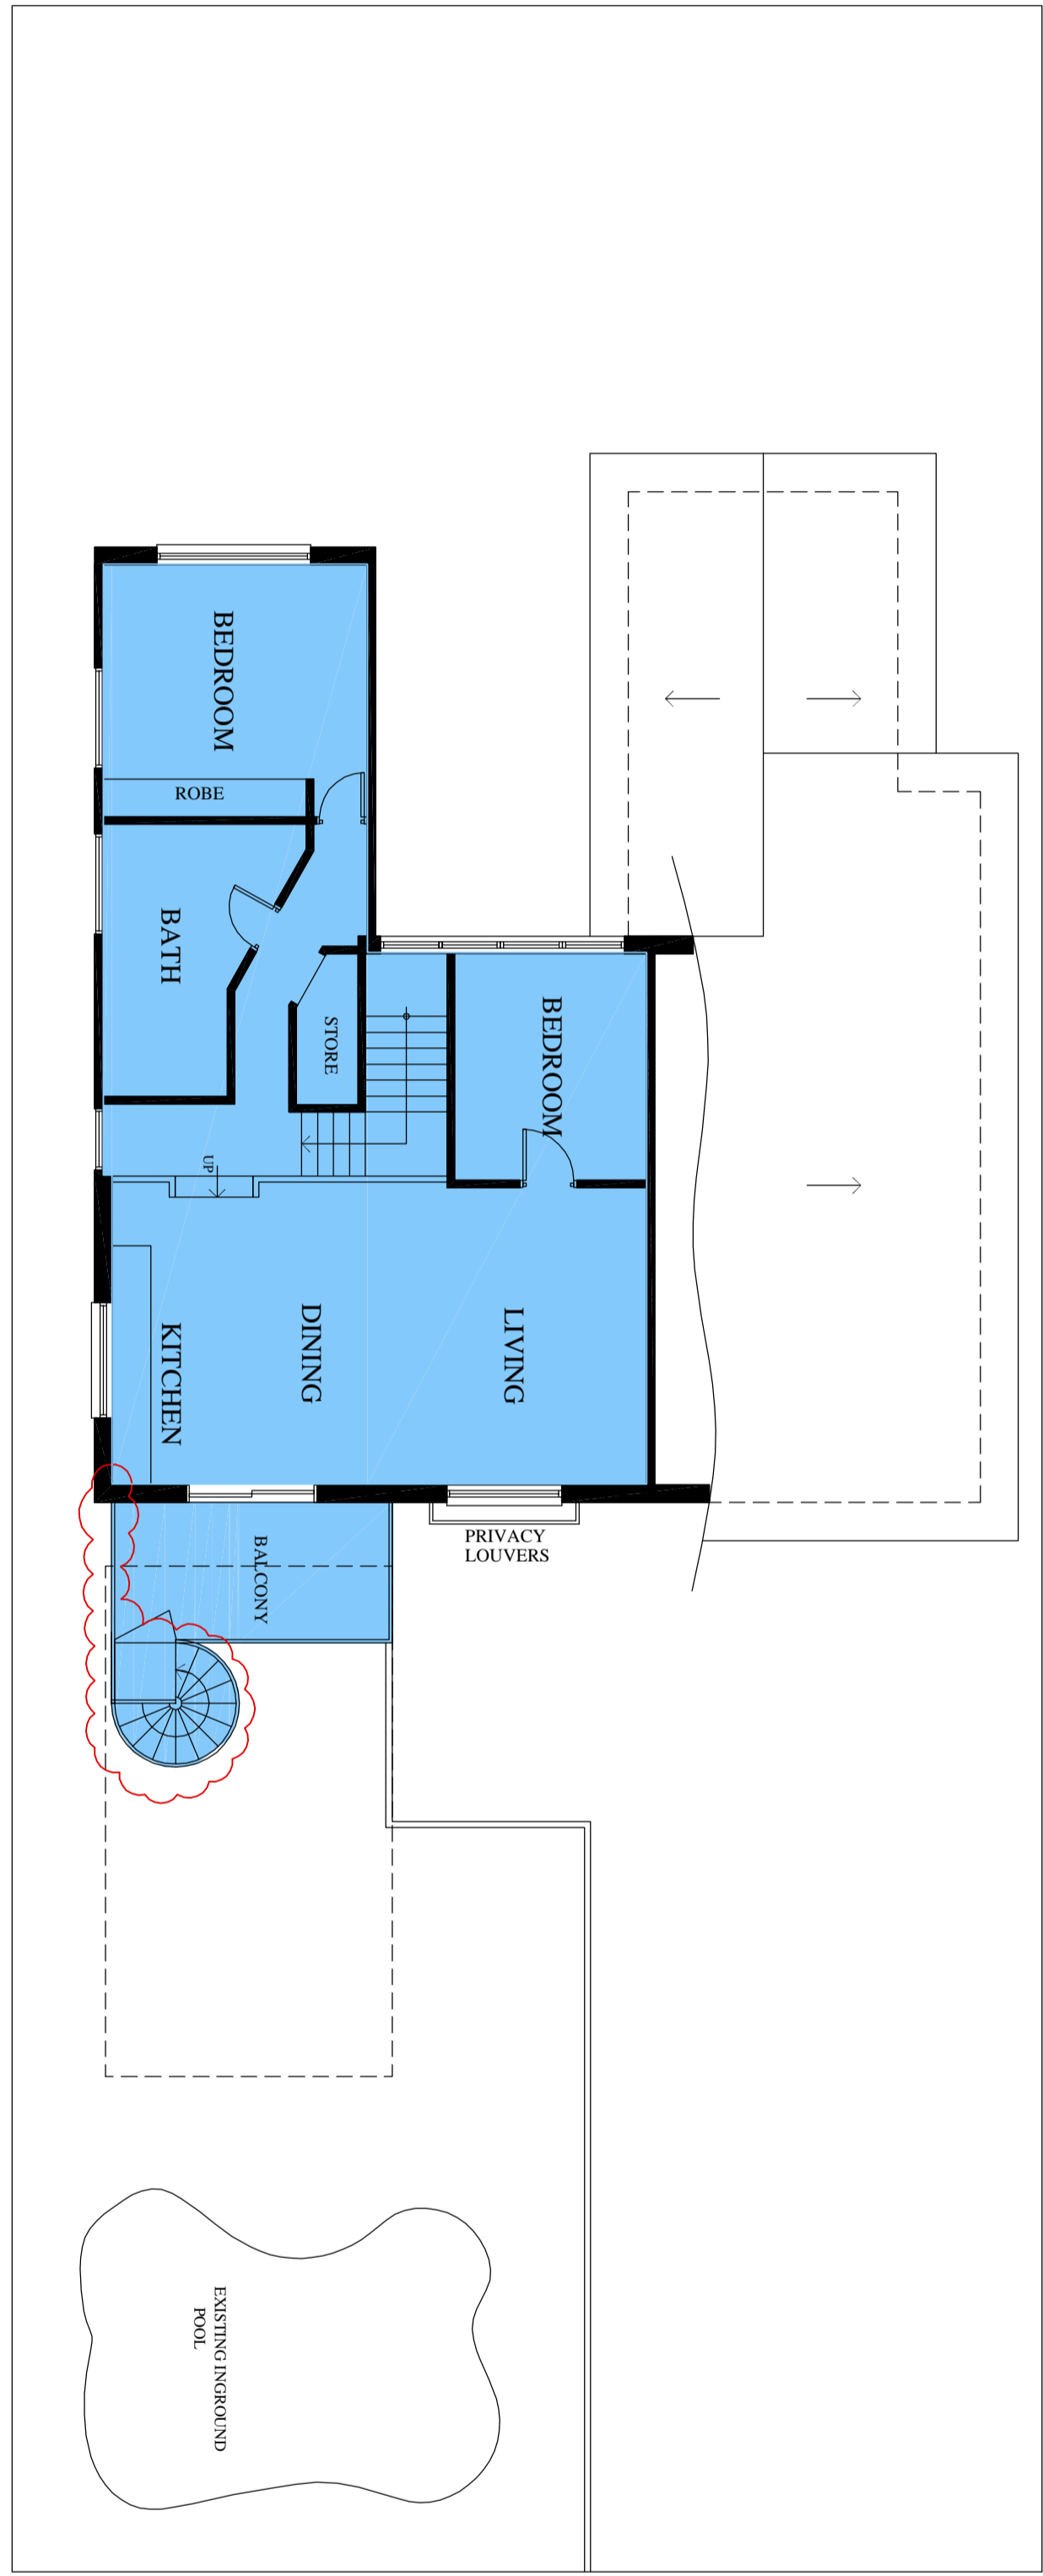 BEDROOM
ROBE
BATH
STORE
BEDROOM
UP
KITCHEN
DINING
LIVING
PRIVACY
LOUVERS
BALCONY
EXISTING INGROUND
POOL